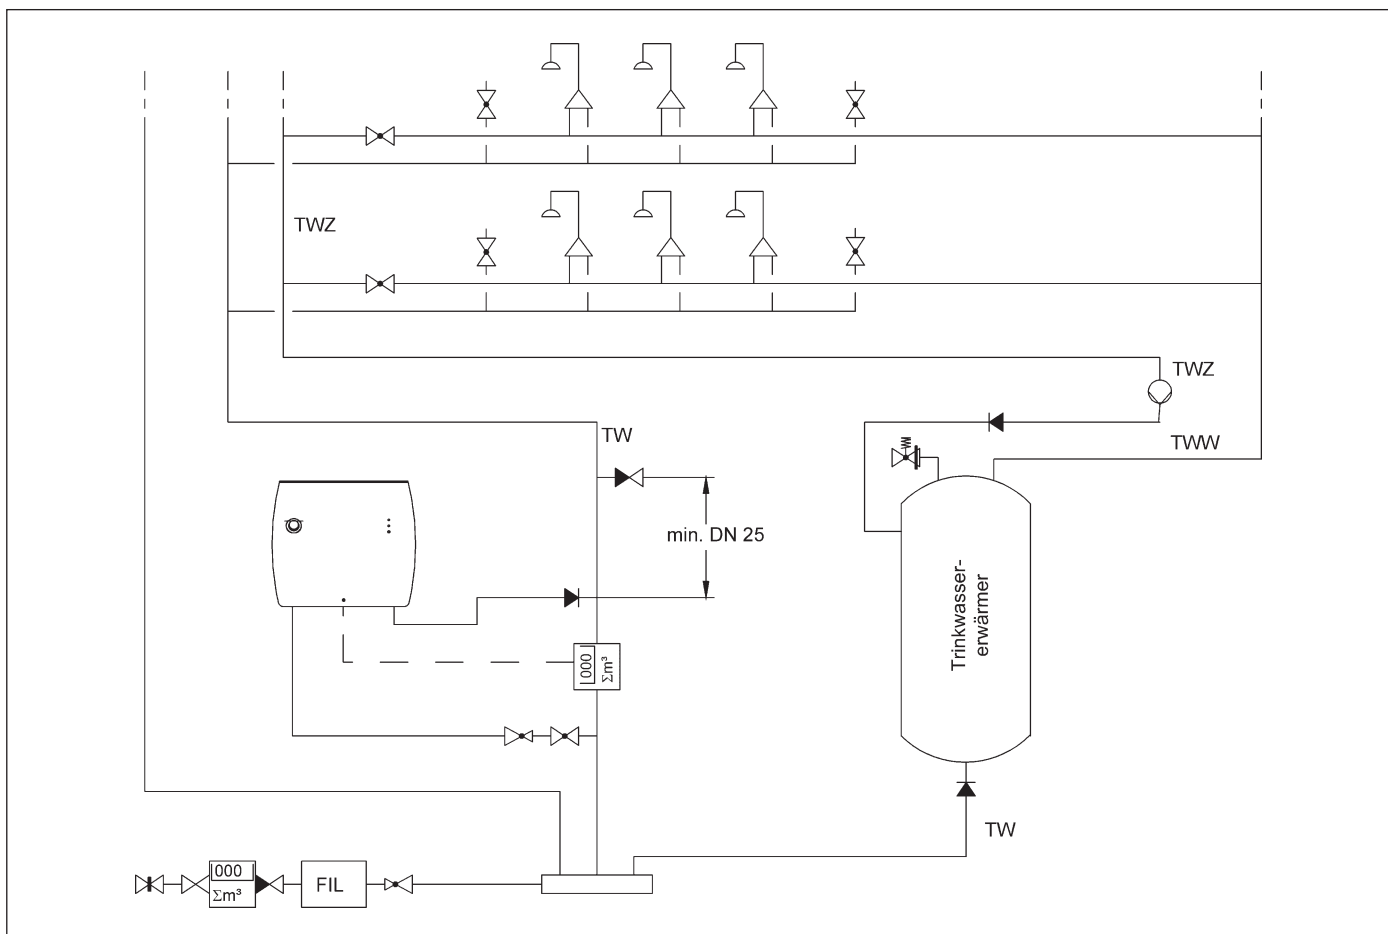 TWZ
TWZ
TW
TWW
min. DN 25
Trinkwasser-
erwärmer
000
Σm³
TW
000
Σm³
FIL